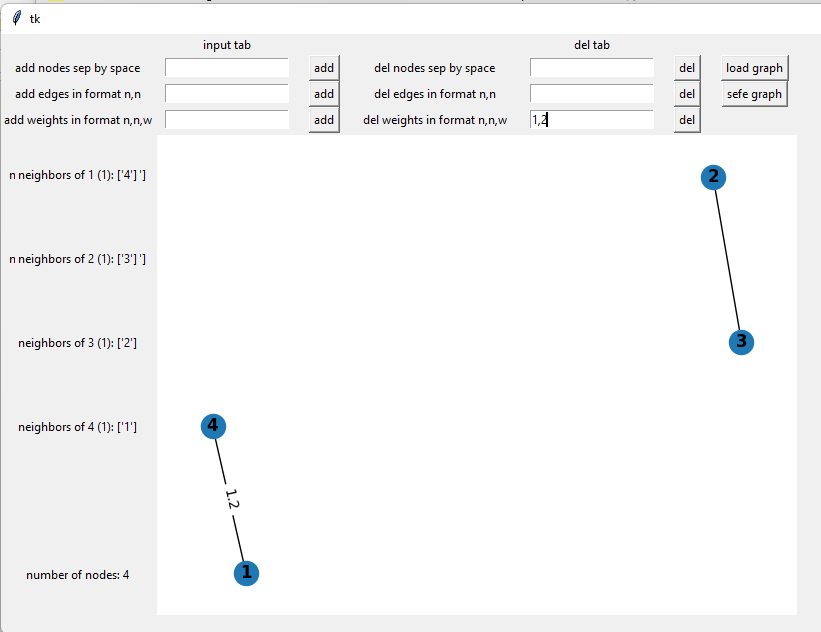 tk
input tab
del tab
add nodes sep by space
add
del nodes sep by space
del
load graph
add edges in format n,n
add
del edges in format n,n
del
sefe graph
add weights in format n,n,w
add
del weights in format n,n,w
1,2
del
n neighbors of 1 (1): ['4'] ']
2
n neighbors of 2 (1): ['3'] ']
neighbors of 3 (1): ['2']
3
neighbors of 4 (1): ['1']
4
1.2
number of nodes: 4
1